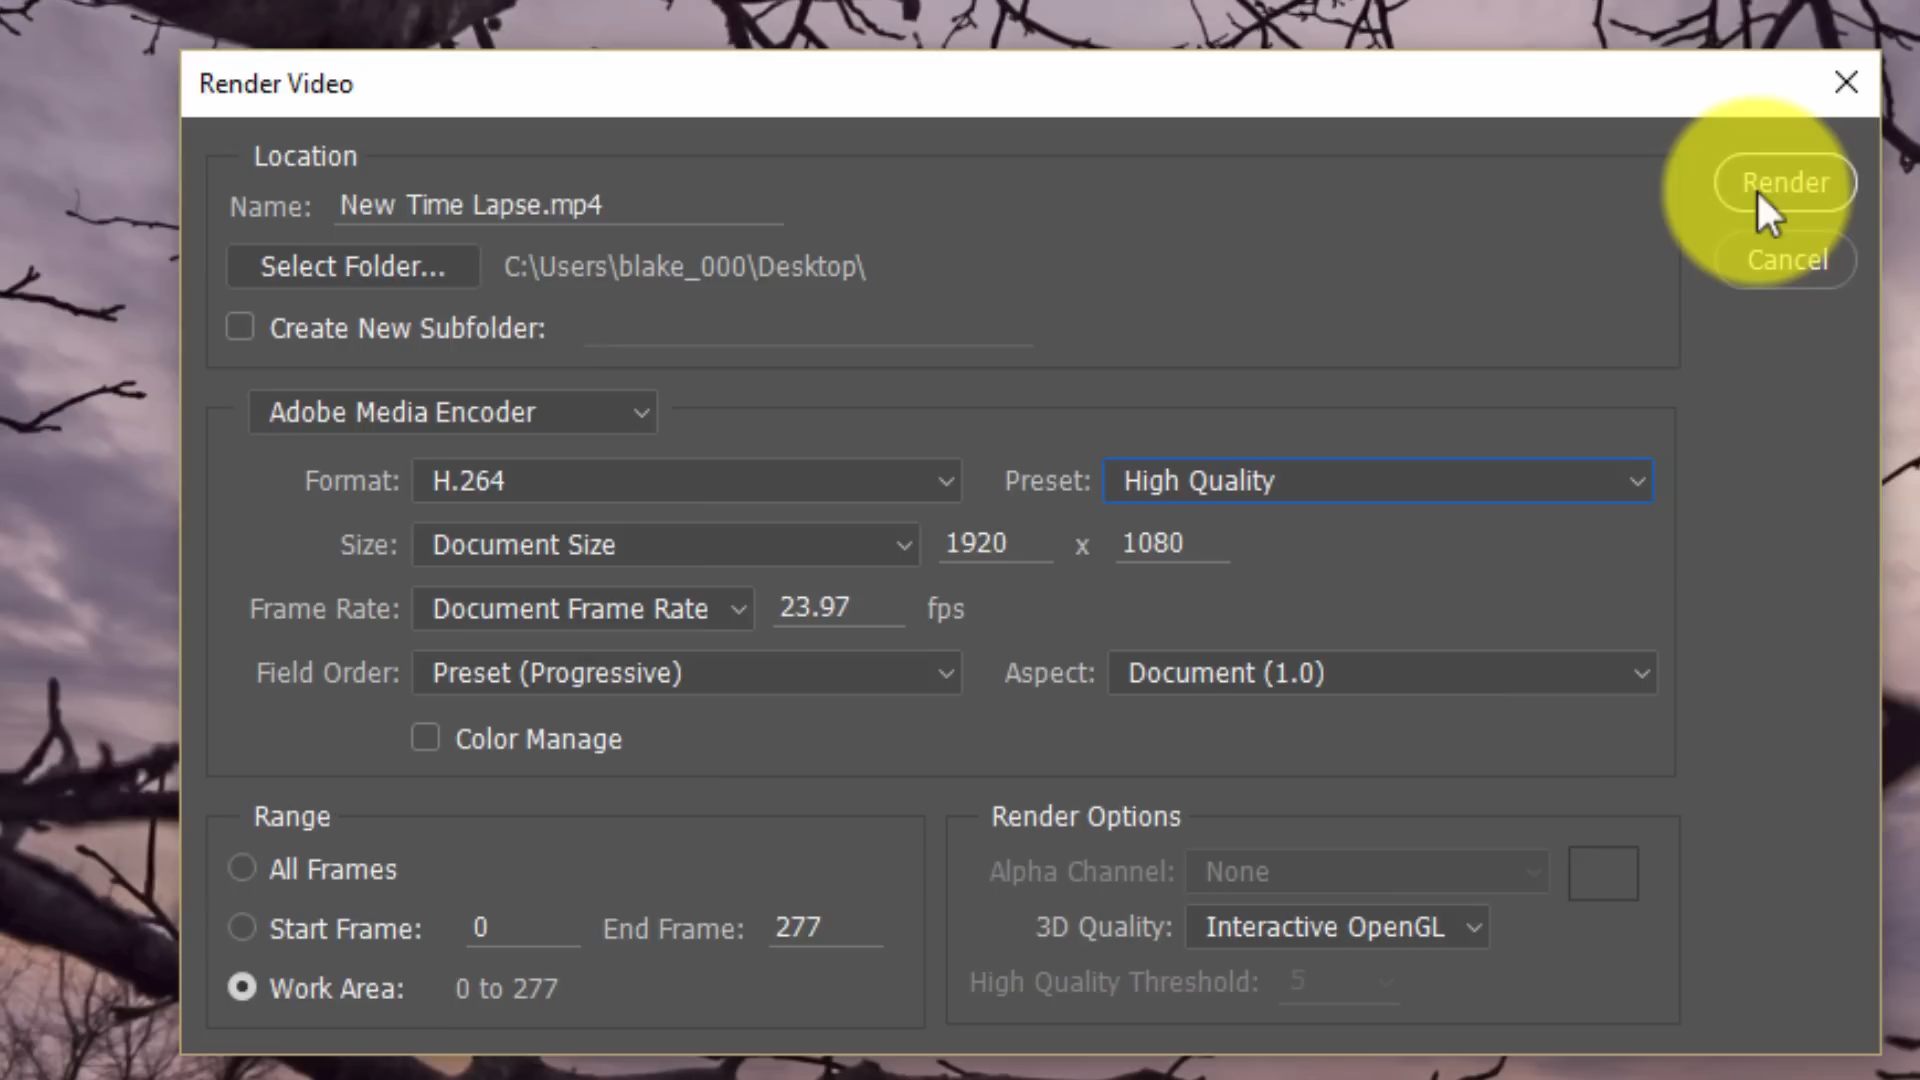 Render Video
Location
Name: New Time Lapse.mp4
Render
Select Folder... C:\Users\blake_000\Desktop\
Cancel
Create New Subfolder:
Adobe Media Encoder
Format: H.264 Preset: High Quality
Size: Document Size 1920 x 1080
Frame Rate: Document Frame Rate 23.97 fps
Field Order: Preset (Progressive) Aspect: Document (1.0)
Color Manage
Range
All Frames
Start Frame: 0 End Frame: 277
Work Area: 0 to 277
Render Options
Alpha Channel: None
3D Quality: Interactive OpenGL
High Quality Threshold: 5